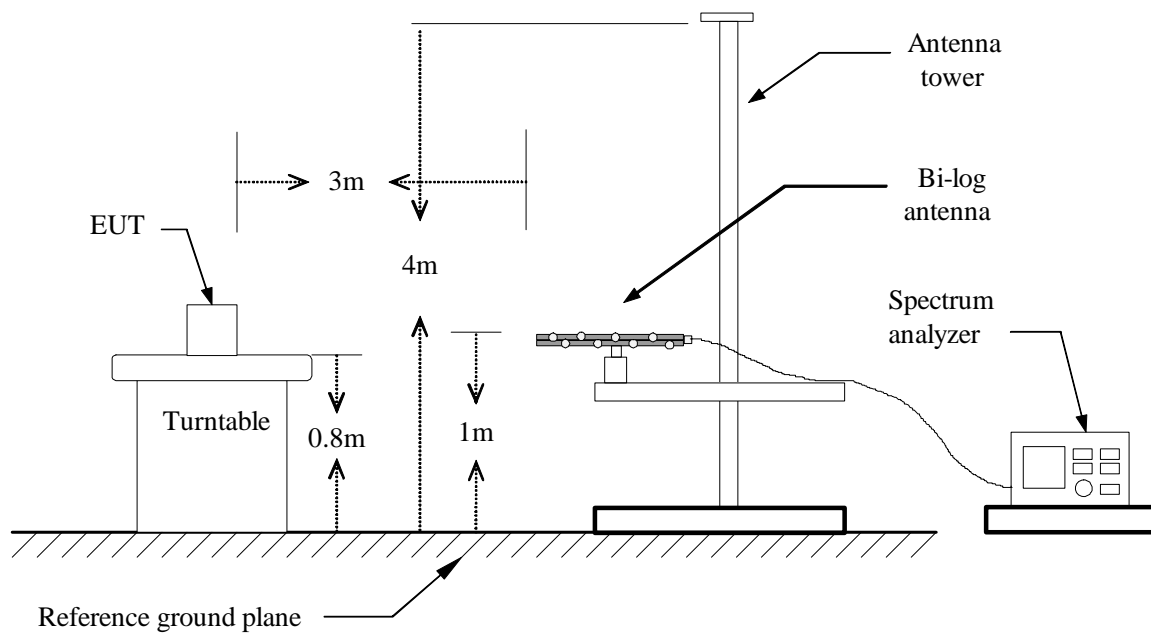 Antenna
tower
3m
Bi-log
antenna
EUT
4m
Spectrum
analyzer
Turntable
0.8m
1m
Reference ground plane